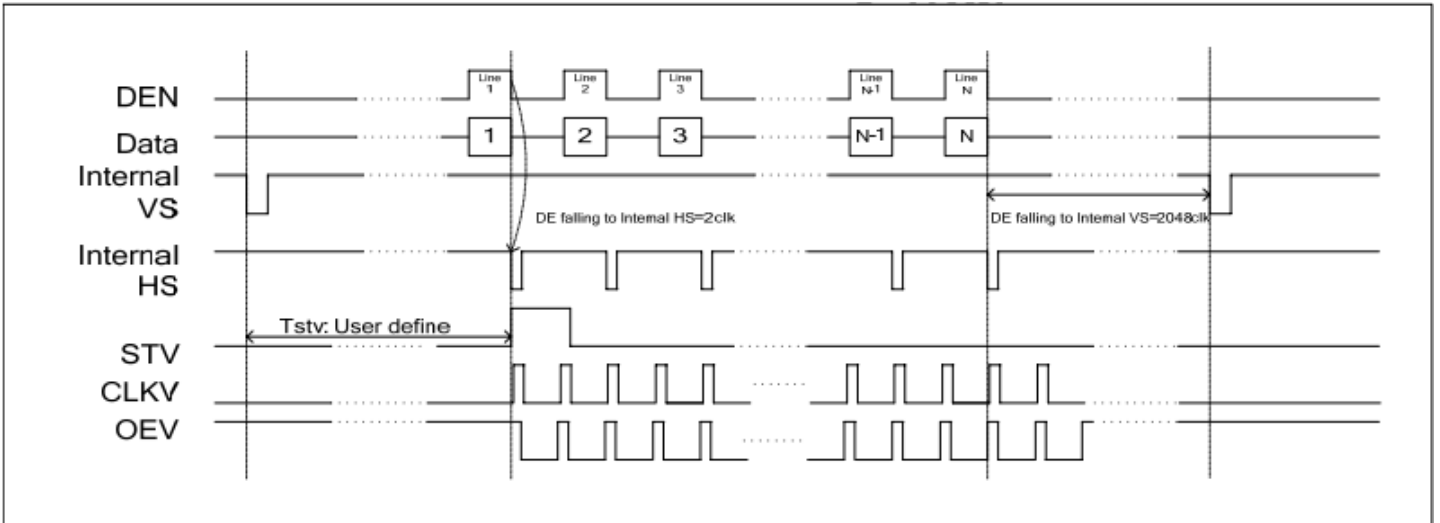 DEN
Line
1
Line
2
Line
3
Line
N-1
Line
N
Data
1
2
3
N-1
N
Internal
VS
DE falling to Internal HS=2clk
DE falling to Internal VS=2048clk
Internal
HS
Tstv: User define
STV
CLKV
OEV